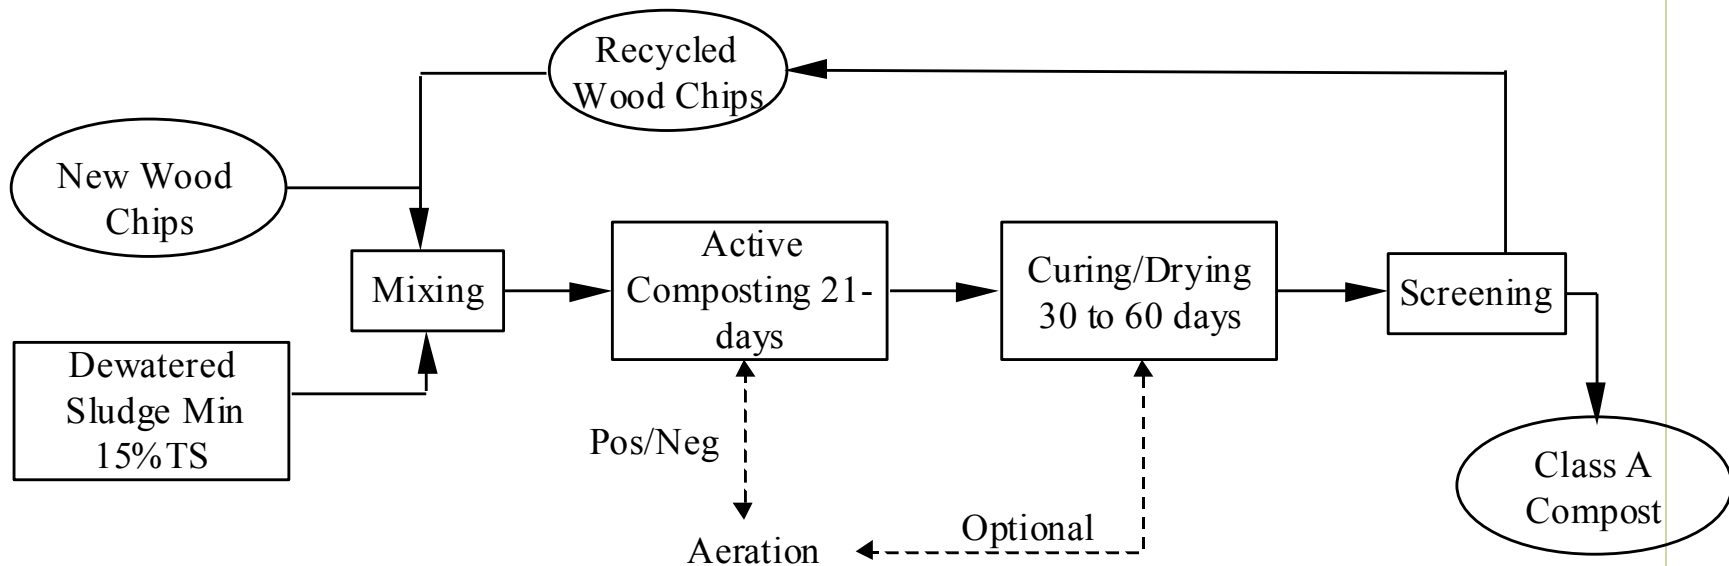 Recycled
Wood Chips
New Wood
Chips
Mixing
Active
Composting 21-
days
Curing/Drying
30 to 60 days
Screening
Dewatered
Sludge Min
15%TS
Pos/Neg
Aeration
Optional
Class A
Compost